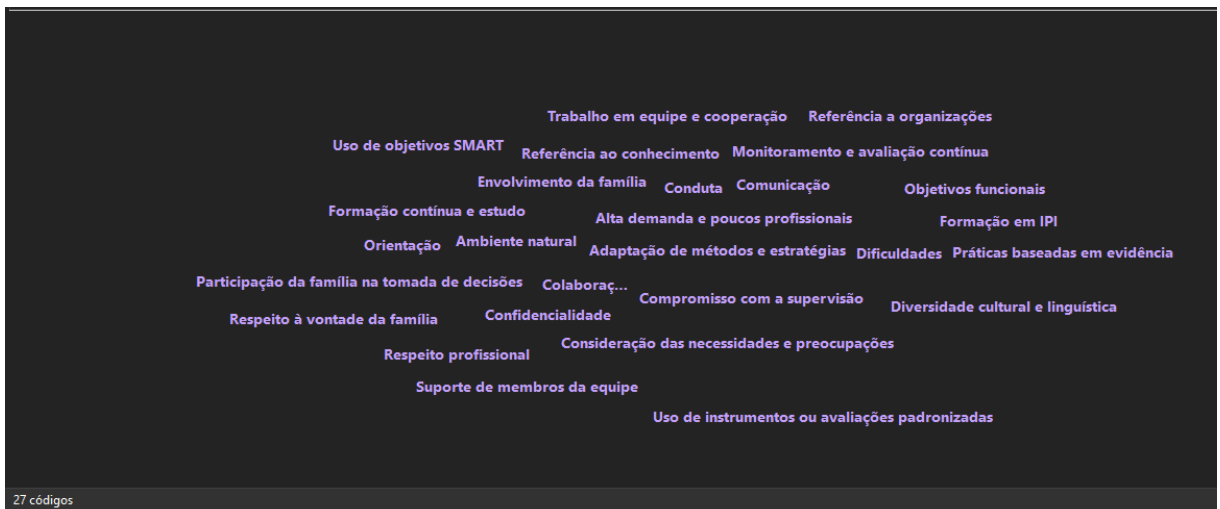 Trabalho em equipe e cooperação
Referência a organizações
Uso de objetivos SMART
Referência ao conhecimento
Monitoramento e avaliação contínua
Envolvimento da família
Conduta
Comunicação
Objetivos funcionais
Formação contínua e estudo
Alta demanda e poucos profissionais
Formação em IPI
Orientação
Ambiente natural
Adaptação de métodos e estratégias
Dificuldades
Práticas baseadas em evidência
Participação da família na tomada de decisões
Colaboraç...
Compromisso com a supervisão
Diversidade cultural e linguística
Respeito à vontade da família
Confidencialidade
Consideração das necessidades e preocupações
Respeito profissional
Suporte de membros da equipe
Uso de instrumentos ou avaliações padronizadas
27 códigos